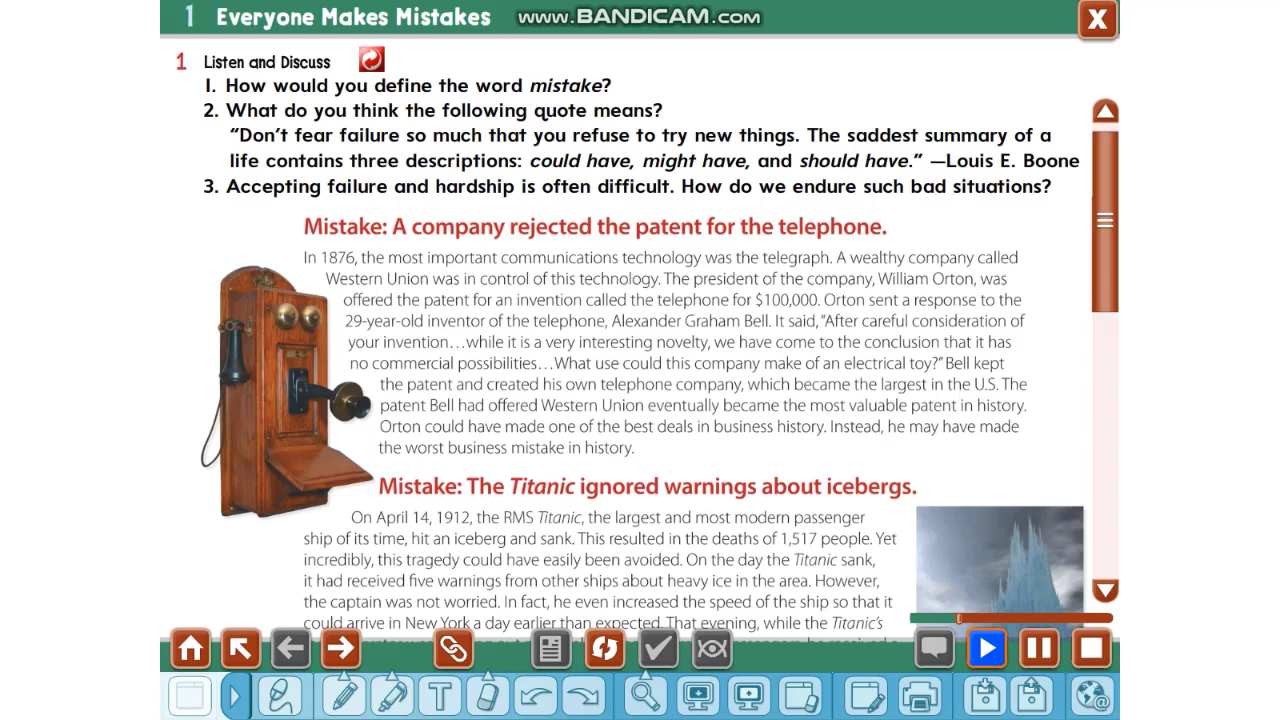 1 Everyone Makes Mistakes
www.BANDICAM.com
X
1 Listen and Discuss
1. How would you define the word mistake?
2. What do you think the following quote means?
“Don’t fear failure so much that you refuse to try new things. The saddest summary of a
life contains three descriptions: could have, might have, and should have.” —Louis E. Boone
3. Accepting failure and hardship is often difficult. How do we endure such bad situations?
Mistake: A company rejected the patent for the telephone.
In 1876, the most important communications technology was the telegraph. A wealthy company called
Western Union was in control of this technology. The president of the company, William Orton, was
offered the patent for an invention called the telephone for $100,000. Orton sent a response to the
29-year-old inventor of the telephone, Alexander Graham Bell. It said, “After careful consideration of
your invention…while it is a very interesting novelty, we have come to the conclusion that it has
no commercial possibilities…What use could this company make of an electrical toy?” Bell kept
the patent and created his own telephone company, which became the largest in the U.S. The
patent Bell had offered Western Union eventually became the most valuable patent in history.
Orton could have made one of the best deals in business history. Instead, he may have made
the worst business mistake in history.
Mistake: The Titanic ignored warnings about icebergs.
On April 14, 1912, the RMS Titanic, the largest and most modern passenger
ship of its time, hit an iceberg and sank. This resulted in the deaths of 1,517 people. Yet
incredibly, this tragedy could have easily been avoided. On the day the Titanic sank,
it had received five warnings from other ships about heavy ice in the area. However,
the captain was not worried. In fact, he even increased the speed of the ship so that it
could arrive in New York a day earlier than expected. That evening, while the Titanic’s
T